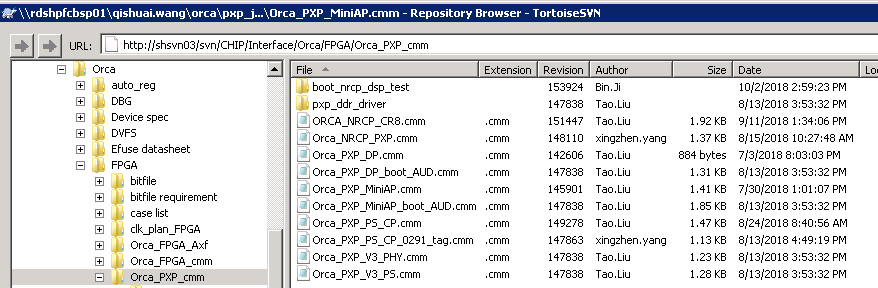 \\rdshpfcbsp01\qishuai.wang\orca\pxp_j...\Orca_PXP_MiniAP.cmm - Repository Browser - TortoiseSVN
URL: http://shsvn03/svn/CHIP/Interface/Orca/FPGA/Orca_PXP_cmm
Orca
auto_reg
DBG
Device spec
DVFS
Efuse datasheet
FPGA
bitfile
bitfile requirement
case list
clk_plan_FPGA
Orca_FPGA_Axf
Orca_FPGA_cmm
Orca_PXP_cmm
File Extension Revision Author Size Date Loc
boot_nrcp_dsp_test 153924 Bin.Ji 10/2/2018 2:59:23 PM
pxp_ddr_driver 147838 Tao.Liu 8/13/2018 3:53:32 PM
ORCA_NRCP_CR8.cmm .cmm 151447 Tao.Liu 1.92 KB 9/11/2018 1:34:06 PM
Orca_NRCP_PXP.cmm .cmm 148110 xingzhen.yang 1.37 KB 8/15/2018 10:27:48 AM
Orca_PXP_DP.cmm .cmm 142606 Tao.Liu 884 bytes 7/3/2018 8:03:03 PM
Orca_PXP_DP_boot_AUD.cmm .cmm 147838 Tao.Liu 1.31 KB 8/13/2018 3:53:32 PM
Orca_PXP_MiniAP.cmm .cmm 145901 Tao.Liu 1.41 KB 7/30/2018 1:01:07 PM
Orca_PXP_MiniAP_boot_AUD.cmm .cmm 147838 Tao.Liu 1.85 KB 8/13/2018 3:53:32 PM
Orca_PXP_PS_CP.cmm .cmm 149278 Tao.Liu 1.47 KB 8/24/2018 8:40:56 AM
Orca_PXP_PS_CP_0291_tag.cmm .cmm 147863 xingzhen.yang 1.13 KB 8/13/2018 4:49:19 PM
Orca_PXP_V3_PHY.cmm .cmm 147838 Tao.Liu 1.23 KB 8/13/2018 3:53:32 PM
Orca_PXP_V3_PS.cmm .cmm 147838 Tao.Liu 1.28 KB 8/13/2018 3:53:32 PM